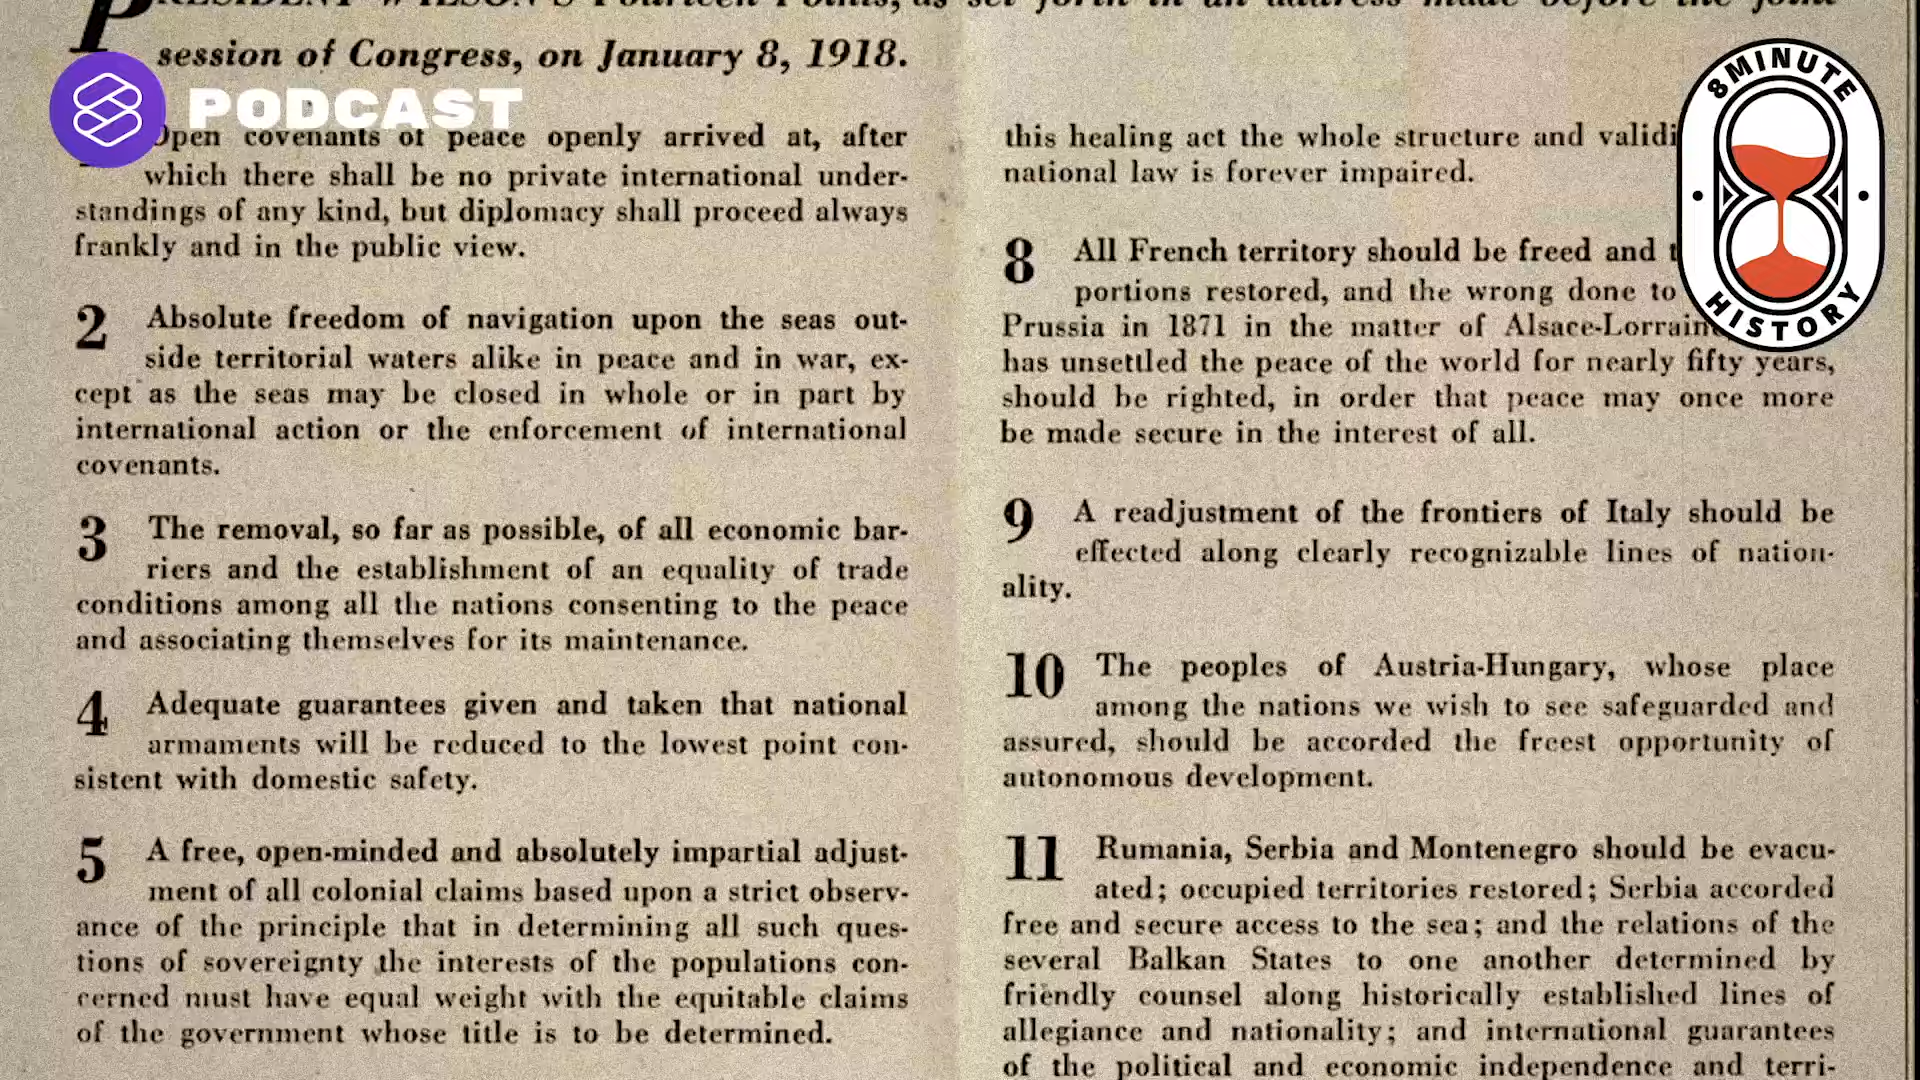 PRESIDENT WILSON'S Fourteen Points, as set forth in an address made before the joint
session of Congress, on January 8, 1918.
PODCAST
Open covenants of peace openly arrived at, after
which there shall be no private international under-
standings of any kind, but diplomacy shall proceed always
frankly and in the public view.
2 Absolute freedom of navigation upon the seas out-
side territorial waters alike in peace and in war, ex-
cept as the seas may be closed in whole or in part by
international action or the enforcement of international
covenants.
3 The removal, so far as possible, of all economic bar-
riers and the establishment of an equality of trade
conditions among all the nations consenting to the peace
and associating themselves for its maintenance.
4 Adequate guarantees given and taken that national
armaments will be reduced to the lowest point con-
sistent with domestic safety.
5 A free, open-minded and absolutely impartial adjust-
ment of all colonial claims based upon a strict observ-
ance of the principle that in determining all such ques-
tions of sovereignty the interests of the populations con-
cerned must have equal weight with the equitable claims
of the government whose title is to be determined.
this healing act the whole structure and validi
national law is forever impaired.
8 All French territory should be freed and t
portions restored, and the wrong done to
Prussia in 1871 in the matter of Alsace-Lorraine
has unsettled the peace of the world for nearly fifty years,
should be righted, in order that peace may once more
be made secure in the interest of all.
9 A readjustment of the frontiers of Italy should be
effected along clearly recognizable lines of nation-
ality.
10 The peoples of Austria-Hungary, whose place
among the nations we wish to see safeguarded and
assured, should be accorded the freest opportunity of
autonomous development.
11 Rumania, Serbia and Montenegro should be evacu-
ated; occupied territories restored; Serbia accorded
free and secure access to the sea; and the relations of the
several Balkan States to one another determined by
friendly counsel along historically established lines of
allegiance and nationality; and international guarantees
of the political and economic independence and terri-
8 MINUTE
HISTORY